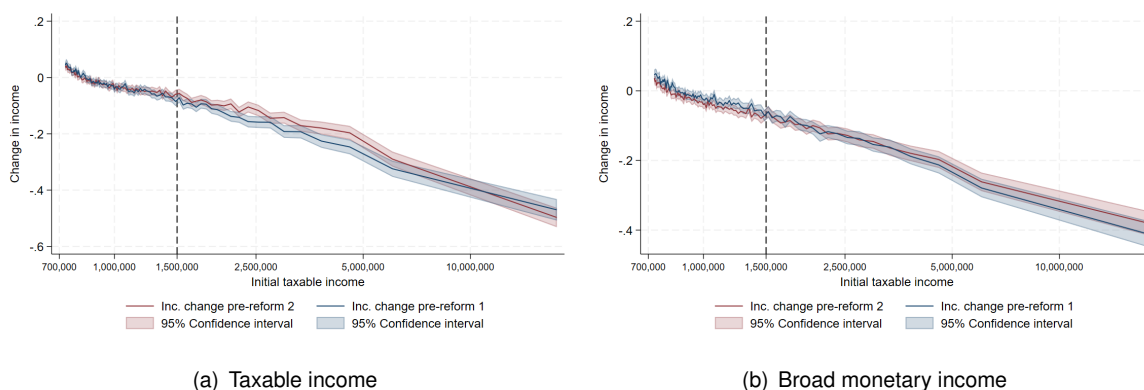 .2
0
-.2
-.4
-.6
Change in income
700,000 1,000,000 1,500,000 2,500,000 5,000,000 10,000,000
Initial taxable income
Inc. change pre-reform 2 Inc. change pre-reform 1
95% Confidence interval 95% Confidence interval
(a) Taxable income
.2
0
-.2
-.4
Change in income
700,000 1,000,000 1,500,000 2,500,000 5,000,000 10,000,000
Initial taxable income
Inc. change pre-reform 2 Inc. change pre-reform 1
95% Confidence interval 95% Confidence interval
(b) Broad monetary income